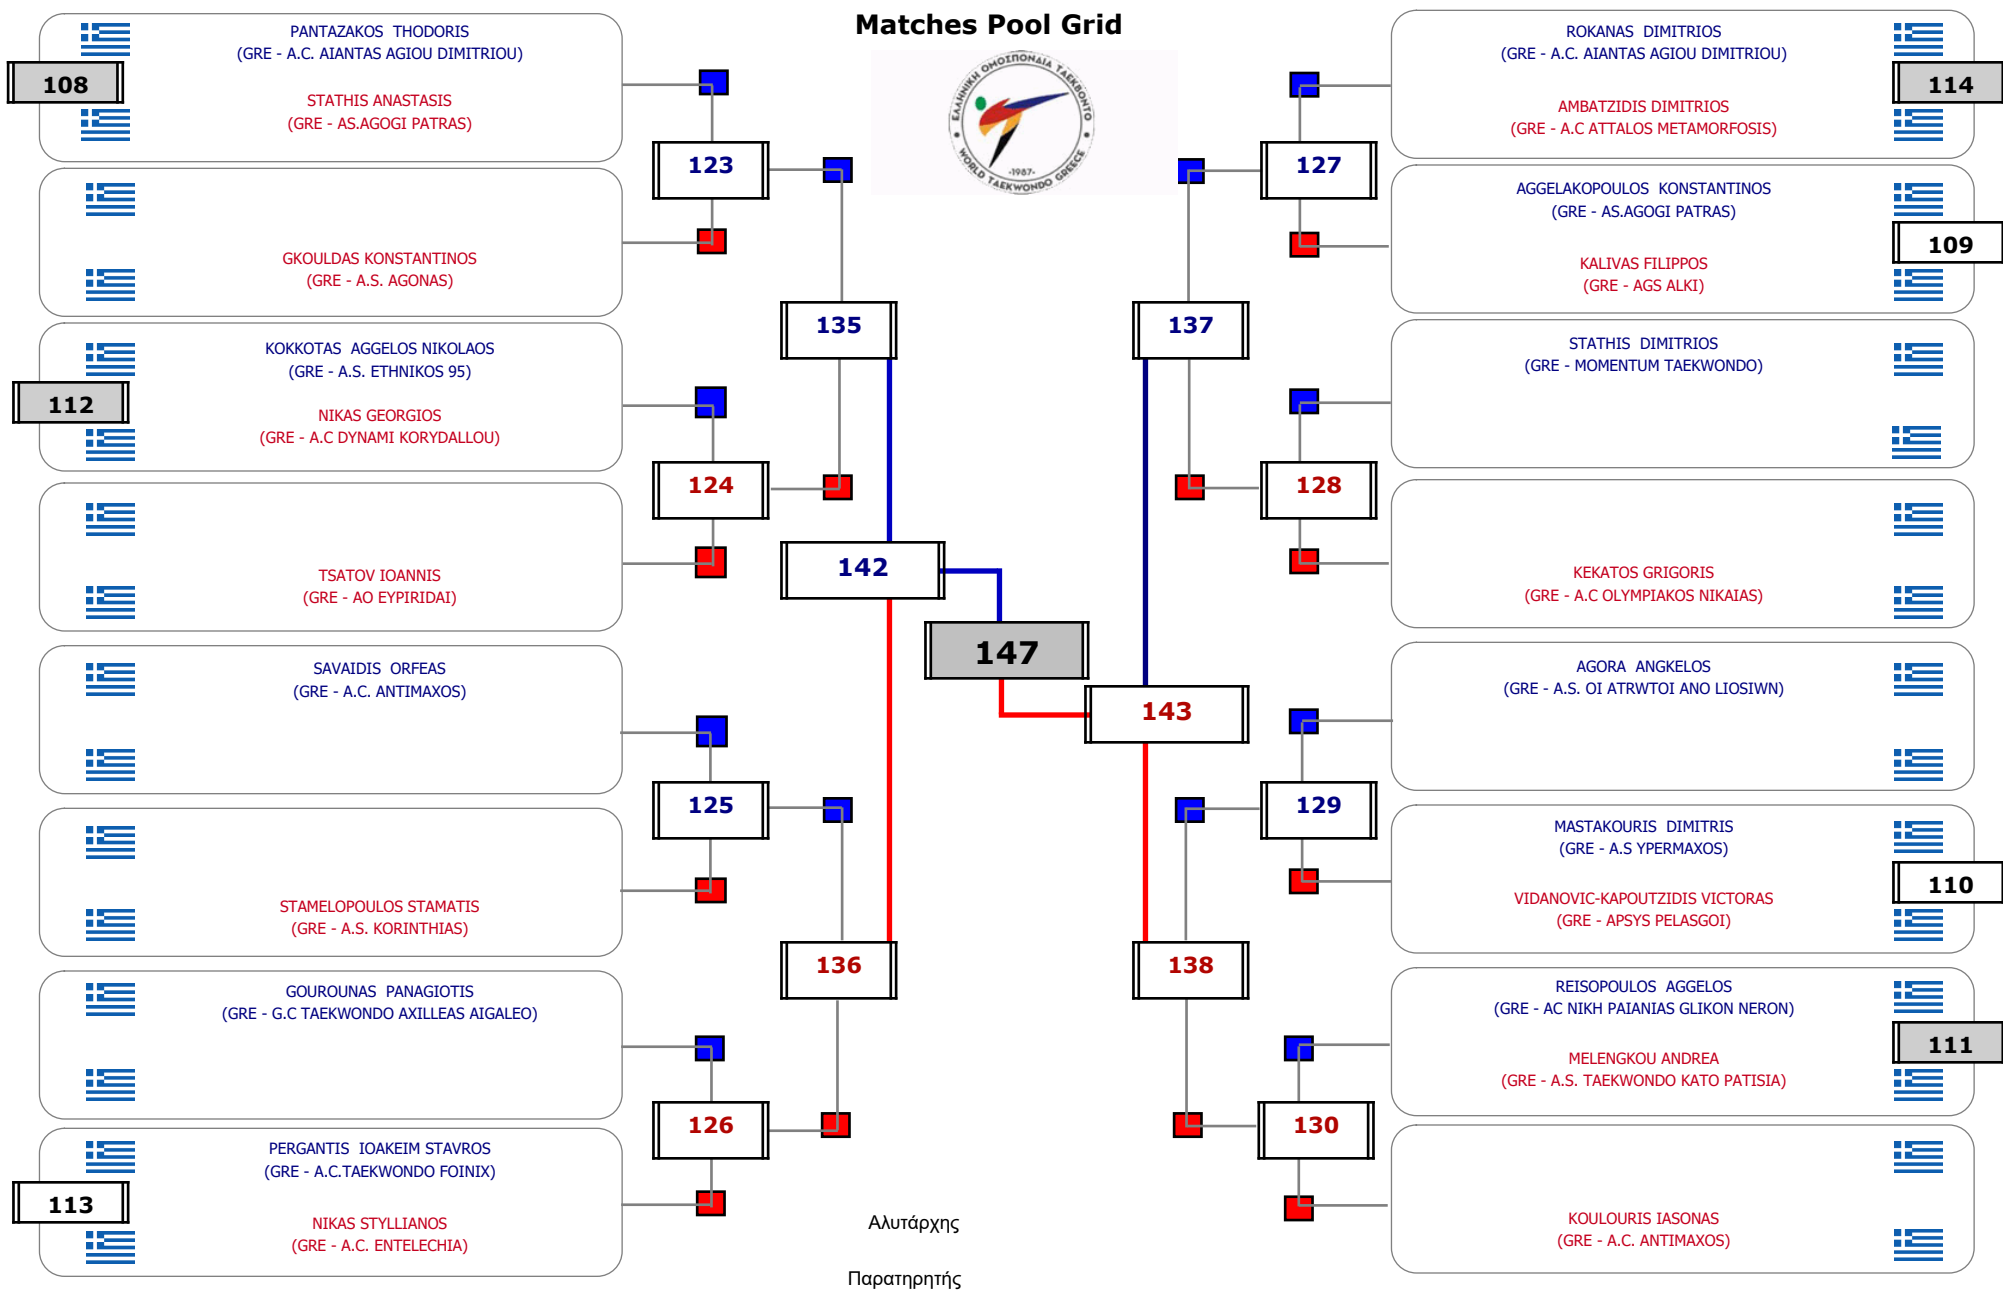 Matches Pool Grid
ΕΛΛΗΝΙΚΗ ΟΜΟΣΠΟΝΔΙΑ ΤΑΕΚΒΟΝΤΟ
WORLD TAEKWONDO GREECE
·1987·
PANTAZAKOS THODORIS
(GRE - A.C. AIANTAS AGIOU DIMITRIOU)
108
STATHIS ANASTASIS
(GRE - AS.AGOGI PATRAS)
GKOULDAS KONSTANTINOS
(GRE - A.S. AGONAS)
KOKKOTAS AGGELOS NIKOLAOS
(GRE - A.S. ETHNIKOS 95)
112
NIKAS GEORGIOS
(GRE - A.C DYNAMI KORYDALLOU)
TSATOV IOANNIS
(GRE - AO EYPIRIDAI)
SAVAIDIS ORFEAS
(GRE - A.C. ANTIMAXOS)
STAMELOPOULOS STAMATIS
(GRE - A.S. KORINTHIAS)
GOUROUNAS PANAGIOTIS
(GRE - G.C TAEKWONDO AXILLEAS AIGALEO)
PERGANTIS IOAKEIM STAVROS
(GRE - A.C.TAEKWONDO FOINIX)
113
NIKAS STYLLIANOS
(GRE - A.C. ENTELECHIA)
123
124
125
126
135
136
142
147
143
137
138
127
128
129
130
ROKANAS DIMITRIOS
(GRE - A.C. AIANTAS AGIOU DIMITRIOU)
114
AMBATZIDIS DIMITRIOS
(GRE - A.C ATTALOS METAMORFOSIS)
AGGELAKOPOULOS KONSTANTINOS
(GRE - AS.AGOGI PATRAS)
109
KALIVAS FILIPPOS
(GRE - AGS ALKI)
STATHIS DIMITRIOS
(GRE - MOMENTUM TAEKWONDO)
KEKATOS GRIGORIS
(GRE - A.C OLYMPIAKOS NIKAIAS)
AGORA ANGKELOS
(GRE - A.S. OI ATRWTOI ANO LIOSIWN)
MASTAKOURIS DIMITRIS
(GRE - A.S YPERMAXOS)
110
VIDANOVIC-KAPOUTZIDIS VICTORAS
(GRE - APSYS PELASGOI)
REISOPOULOS AGGELOS
(GRE - AC NIKH PAIANIAS GLIKON NERON)
111
MELENGKOU ANDREA
(GRE - A.S. TAEKWONDO KATO PATISIA)
KOULOURIS IASONAS
(GRE - A.C. ANTIMAXOS)
Αλυτάρχης
Παρατηρητής